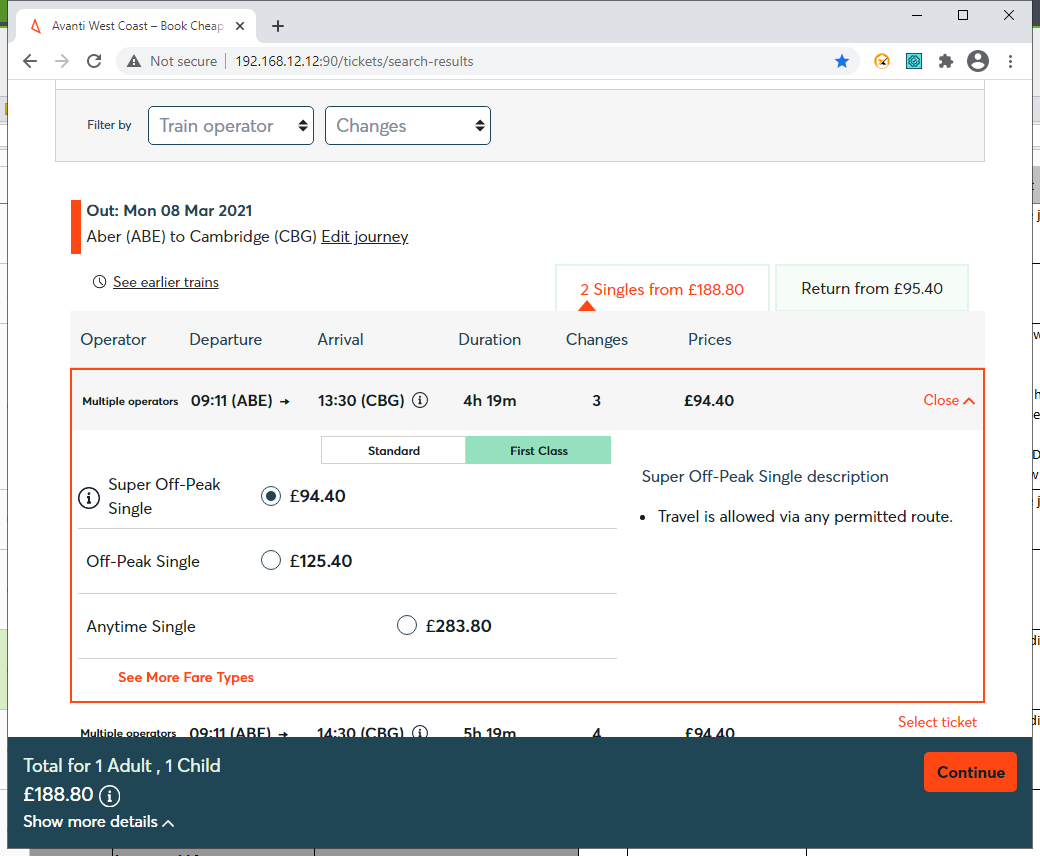 Avanti West Coast – Book Cheap
Not secure 192.168.12.12:90/tickets/search-results
Filter by Train operator Changes
Out: Mon 08 Mar 2021
Aber (ABE) to Cambridge (CBG) Edit journey
See earlier trains
2 Singles from £188.80 Return from £95.40
Operator Departure Arrival Duration Changes Prices
Multiple operators 09:11 (ABE) → 13:30 (CBG) 4h 19m 3 £94.40 Close
Standard First Class
Super Off-Peak Single £94.40
Super Off-Peak Single description
• Travel is allowed via any permitted route.
Off-Peak Single £125.40
Anytime Single £283.80
See More Fare Types
Multiple operators 09:11 (ABE) → 14:30 (CBG) 5h 19m 4 £94.40 Select ticket
Total for 1 Adult , 1 Child
£188.80
Show more details
Continue